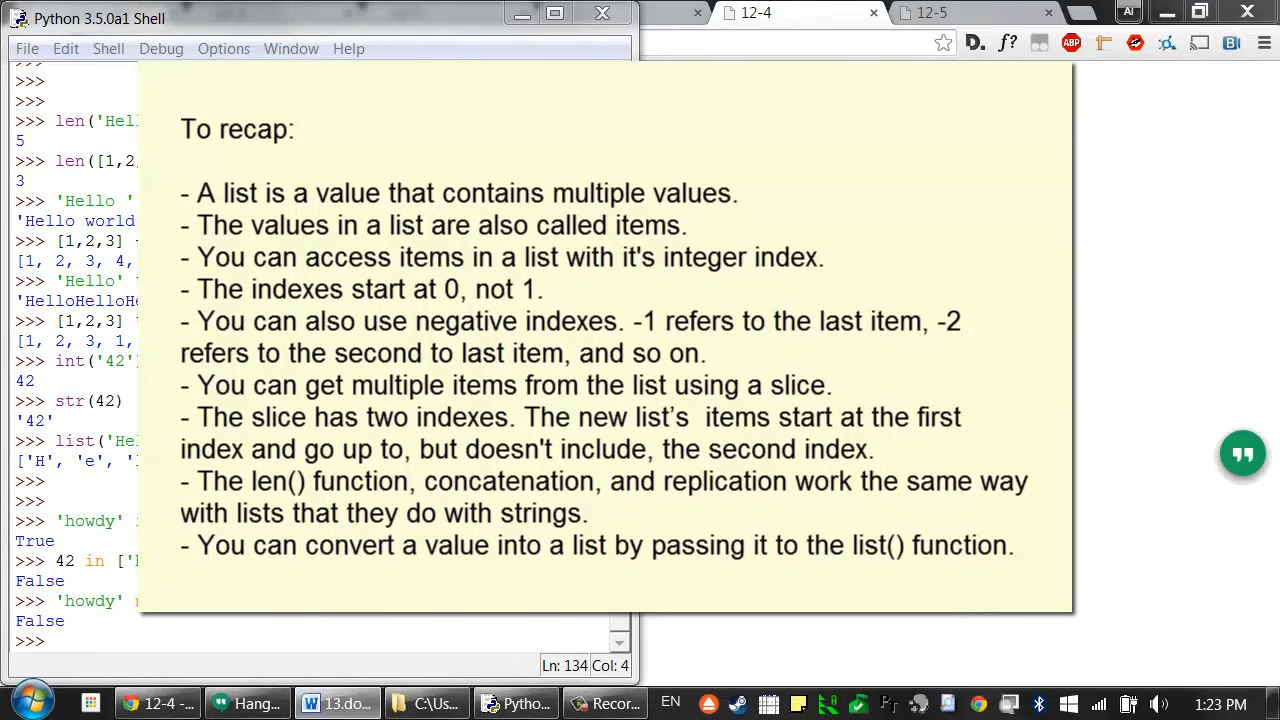 Python 3.5.0a1 Shell
12-4
12-5
AI
File Edit Shell Debug Options Window Help
D. f? ABP
>>>
>>>
>>>
>>> len('Hell
5
>>> len([1,2,
3
>>> 'Hello '
'Hello world
>>> [1,2,3]
[1, 2, 3, 4,
>>> 'Hello'
'HelloHelloHe
>>> [1,2,3]
[1, 2, 3, 1,
>>> int('42'
42
>>> str(42)
'42'
>>> list('Hel
['H', 'e', '
>>>
>>>
>>> 'howdy'
True
>>> 42 in ['
False
>>> 'howdy'
False
>>>
To recap:
- A list is a value that contains multiple values.
- The values in a list are also called items.
- You can access items in a list with it's integer index.
- The indexes start at 0, not 1.
- You can also use negative indexes. -1 refers to the last item, -2
refers to the second to last item, and so on.
- You can get multiple items from the list using a slice.
- The slice has two indexes. The new list’s  items start at the first
index and go up to, but doesn't include, the second index.
- The len() function, concatenation, and replication work the same way
with lists that they do with strings.
- You can convert a value into a list by passing it to the list() function.
Ln: 134 Col: 4
12-4 -... Hang... 13.do... C:\Us... Pytho... Recor... EN 1:23 PM